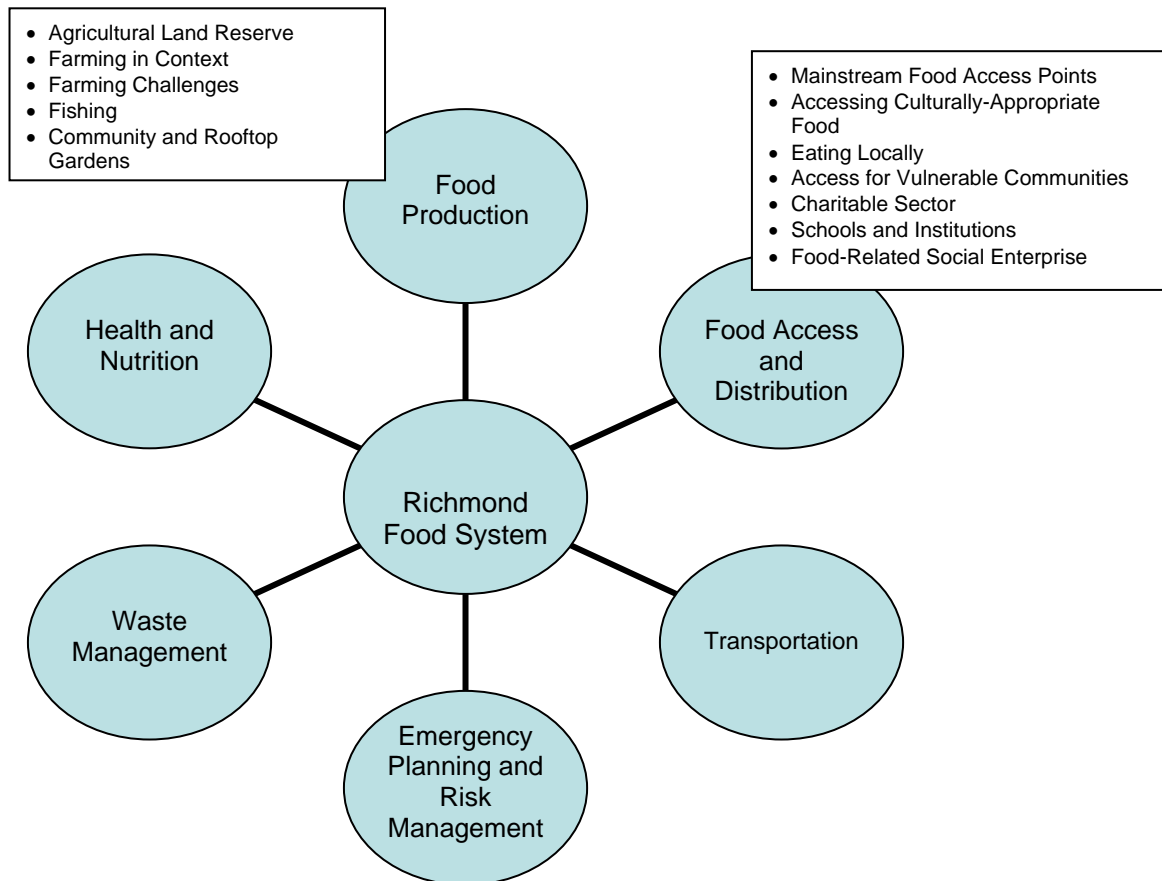 • Agricultural Land Reserve
• Farming in Context
• Farming Challenges
• Fishing
• Community and Rooftop
Gardens
• Mainstream Food Access Points
• Accessing Culturally-Appropriate
Food
• Eating Locally
• Access for Vulnerable Communities
• Charitable Sector
• Schools and Institutions
• Food-Related Social Enterprise
Food
Production
Health and
Nutrition
Food Access
and
Distribution
Richmond
Food System
Waste
Management
Transportation
Emergency
Planning and
Risk
Management